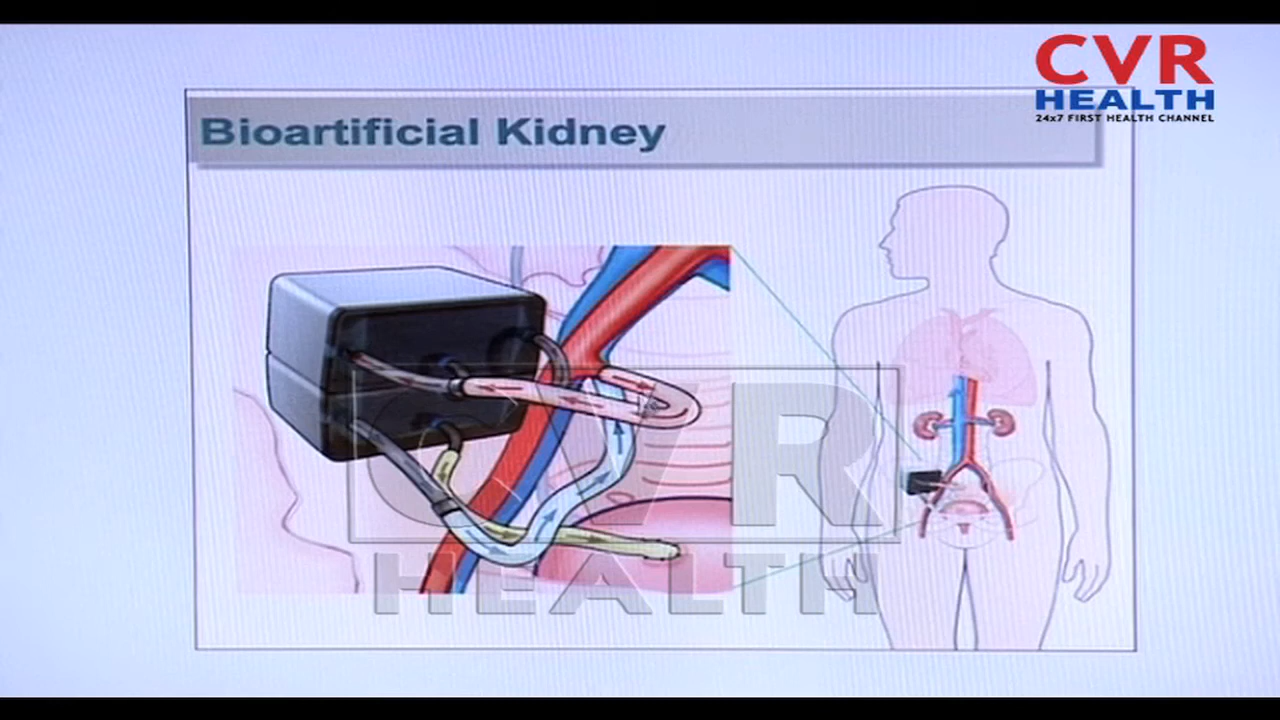 CVR
HEALTH
24x7 FIRST HEALTH CHANNEL
Bioartificial Kidney
CVR
HEALTH